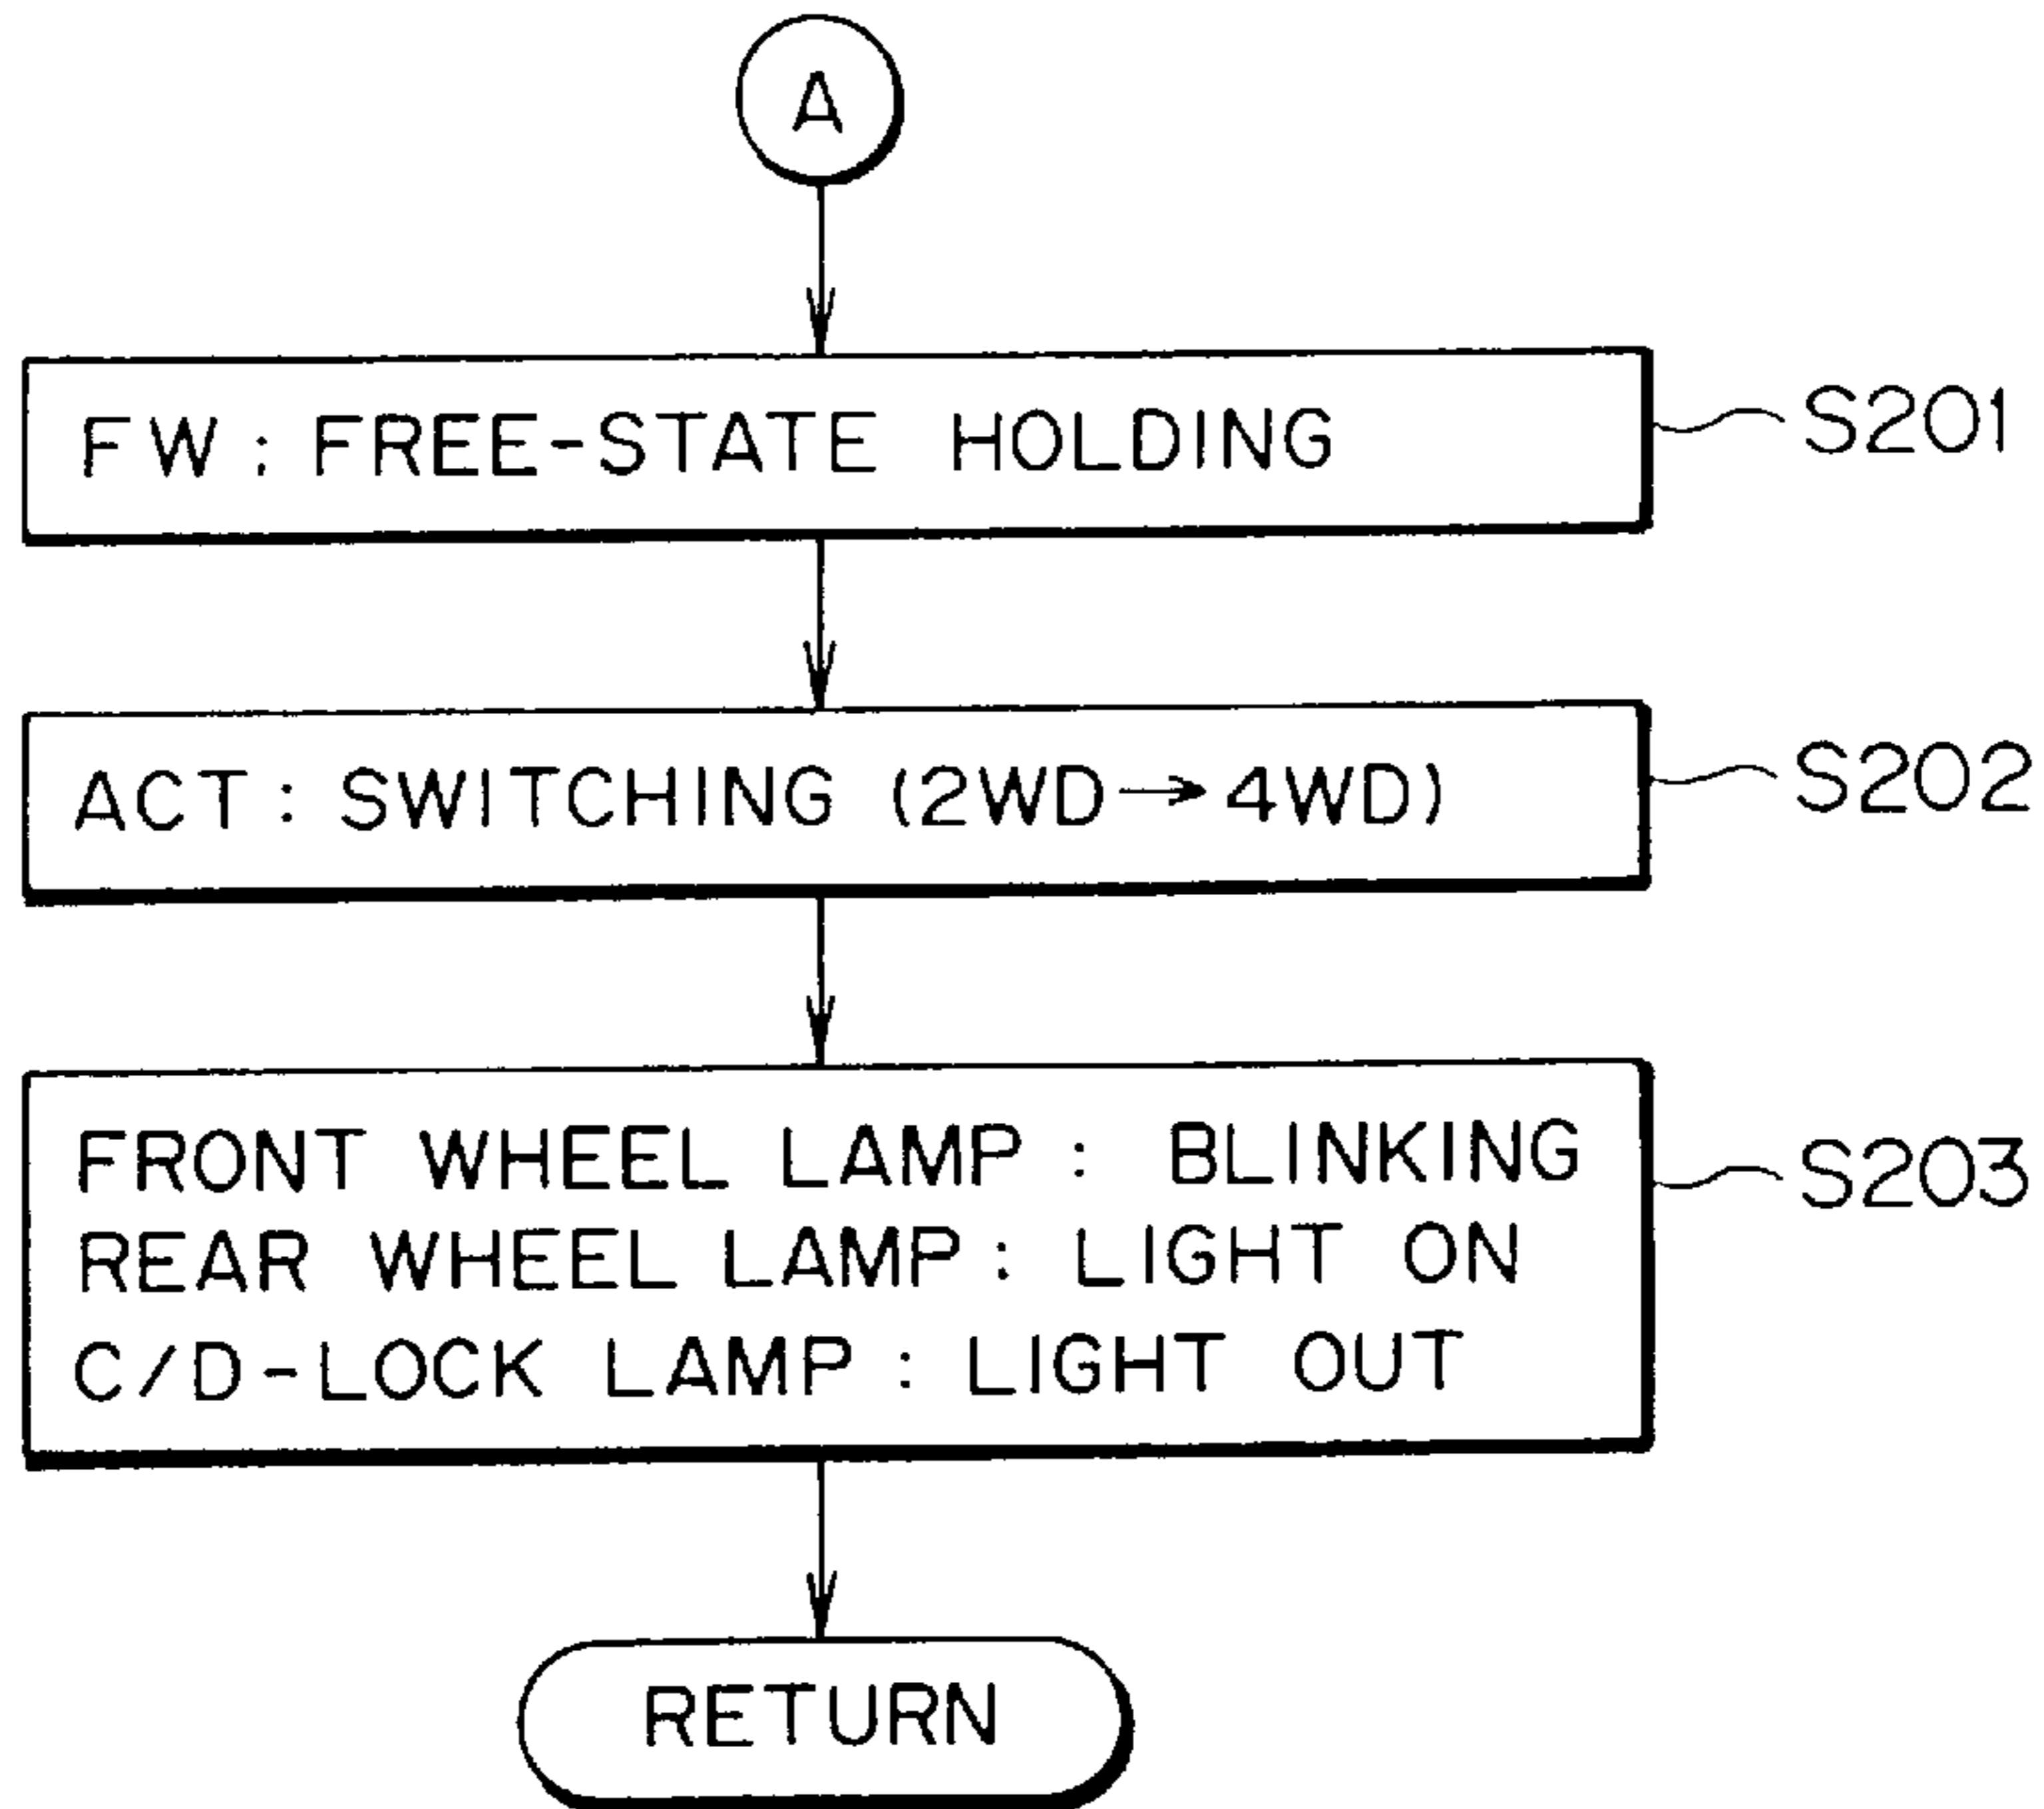 A
FW : FREE-STATE HOLDING
S201
ACT : SWITCHING (2WD→4WD)
S202
FRONT WHEEL LAMP : BLINKING
REAR WHEEL LAMP : LIGHT ON
C/D-LOCK LAMP : LIGHT OUT
S203
RETURN